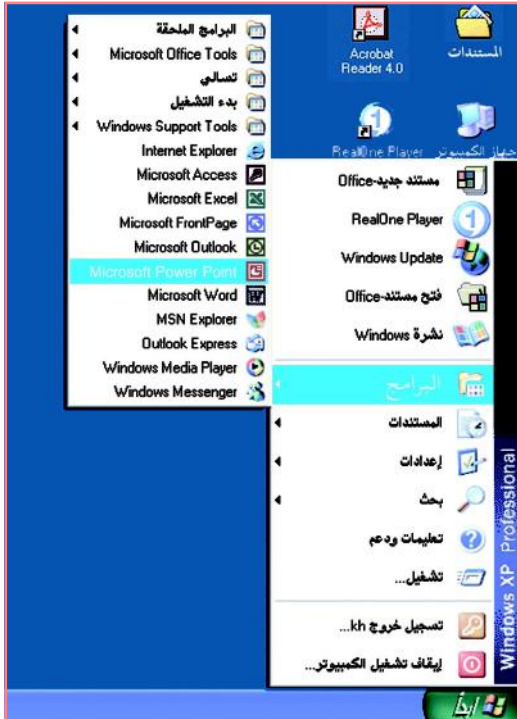 البرامج الملحقة
Microsoft Office Tools
تسالي
بدء التشغيل
Windows Support Tools
Internet Explorer
Microsoft Access
Microsoft Excel
Microsoft FrontPage
Microsoft Outlook
Microsoft Power Point
Microsoft Word
MSN Explorer
Outlook Express
Windows Media Player
Windows Messenger
المستندات
Acrobat
Reader 4.0
جهاز الكمبيوتر
RealOne Player
مستند جديد-Office
RealOne Player
Windows Update
فتح مستند-Office
نشرة Windows
البرامج
المستندات
إعدادات
بحث
تعليمات ودعم
تشغيل...
تسجيل خروج kh...
إيقاف تشغيل الكمبيوتر...
Windows XP Professional
ابدأ